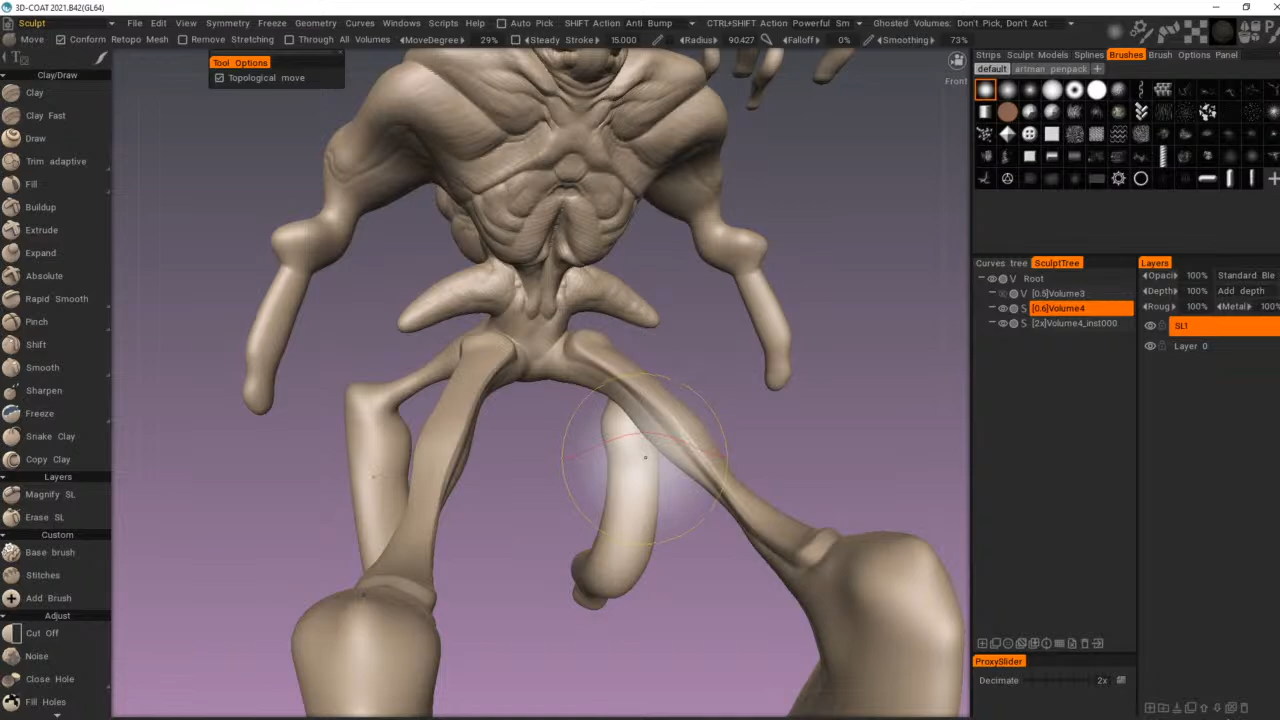 3D-COAT 2021.B42(GL64)
Sculpt File Edit View Symmetry Freeze Geometry Curves Windows Scripts Help Auto Pick SHIFT Action Anti Bump CTRL+SHIFT Action Powerful Sm Ghosted Volumes: Don't Pick, Don't Act
Move Conform Retopo Mesh Remove Stretching Through All Volumes MoveDegree 29% Steady Stroke 15.000 Radius 90.427 Falloff 0% Smoothing 73%
Tool Options
Topological move
Front
Strips Sculpt Models Splines Brushes Brush Options Panel
default artman penpack +
Clay/Draw
Clay
Clay Fast
Draw
Trim adaptive
Fill
Buildup
Extrude
Expand
Absolute
Rapid Smooth
Pinch
Shift
Smooth
Sharpen
Freeze
Snake Clay
Copy Clay
Layers
Magnify SL
Erase SL
Custom
Base brush
Stitches
Add Brush
Adjust
Cut Off
Noise
Close Hole
Fill Holes
Curves tree SculptTree
V Root
V [0.5]Volume3
S [0.6]Volume4
S [2x]Volume4_inst000
Layers
Opaci 100% Standard Ble
Depth 100% Add depth
Roug 100% Metal 100%
SL1
Layer 0
ProxySlider
Decimate 2x